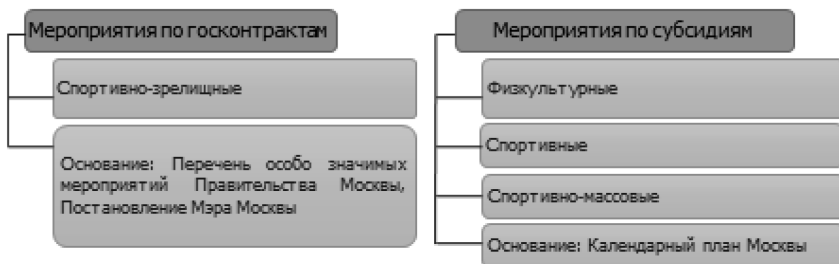 Мероприятия по госконтрактам
Спортивно-зрелищные
Основание: Перечень особо значимых
мероприятий Правительства Москвы,
Постановление Мэра Москвы
Мероприятия по субсидиям
Физкультурные
Спортивные
Спортивно-массовые
Основание: Календарный план Москвы